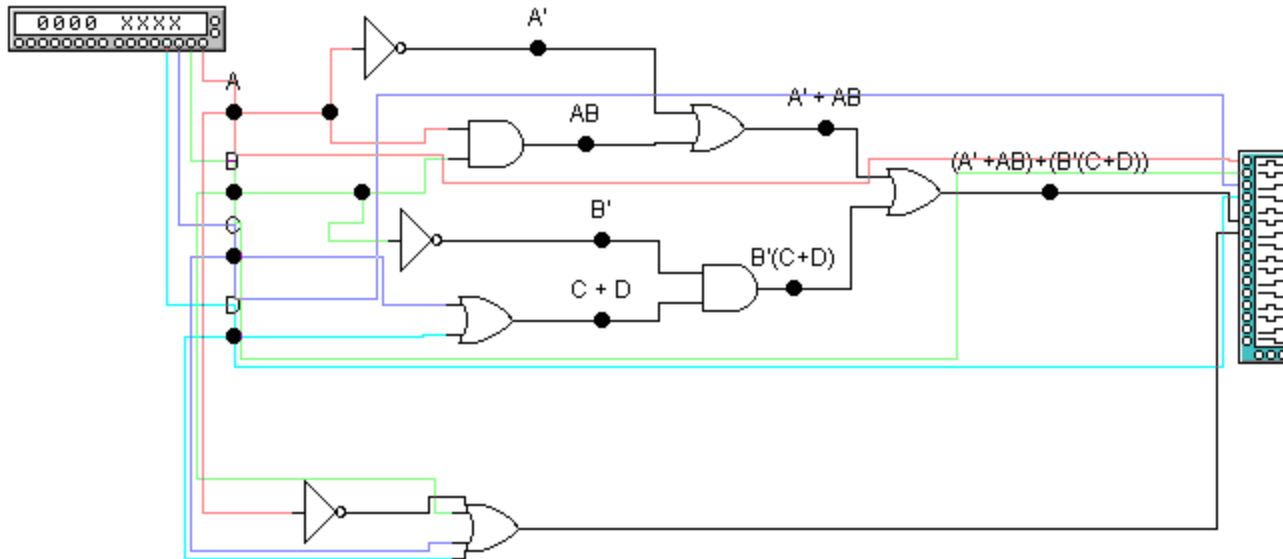 0000 XXXX
A'
A
AB
A' + AB
B
(A' +AB)+(B'(C+D))
B'
C
B'(C+D)
C + D
D